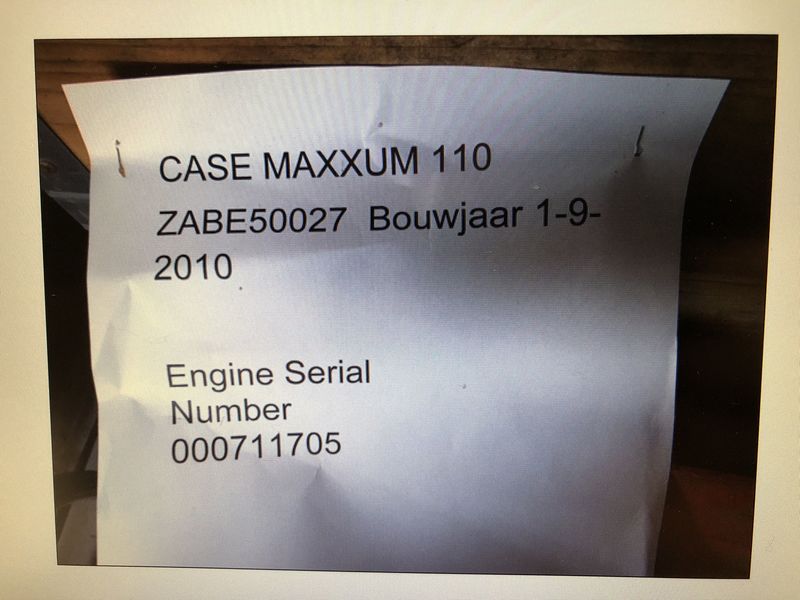 CASE MAXXUM 110
ZABE50027 Bouwjaar 1-9-
2010
Engine Serial
Number
000711705